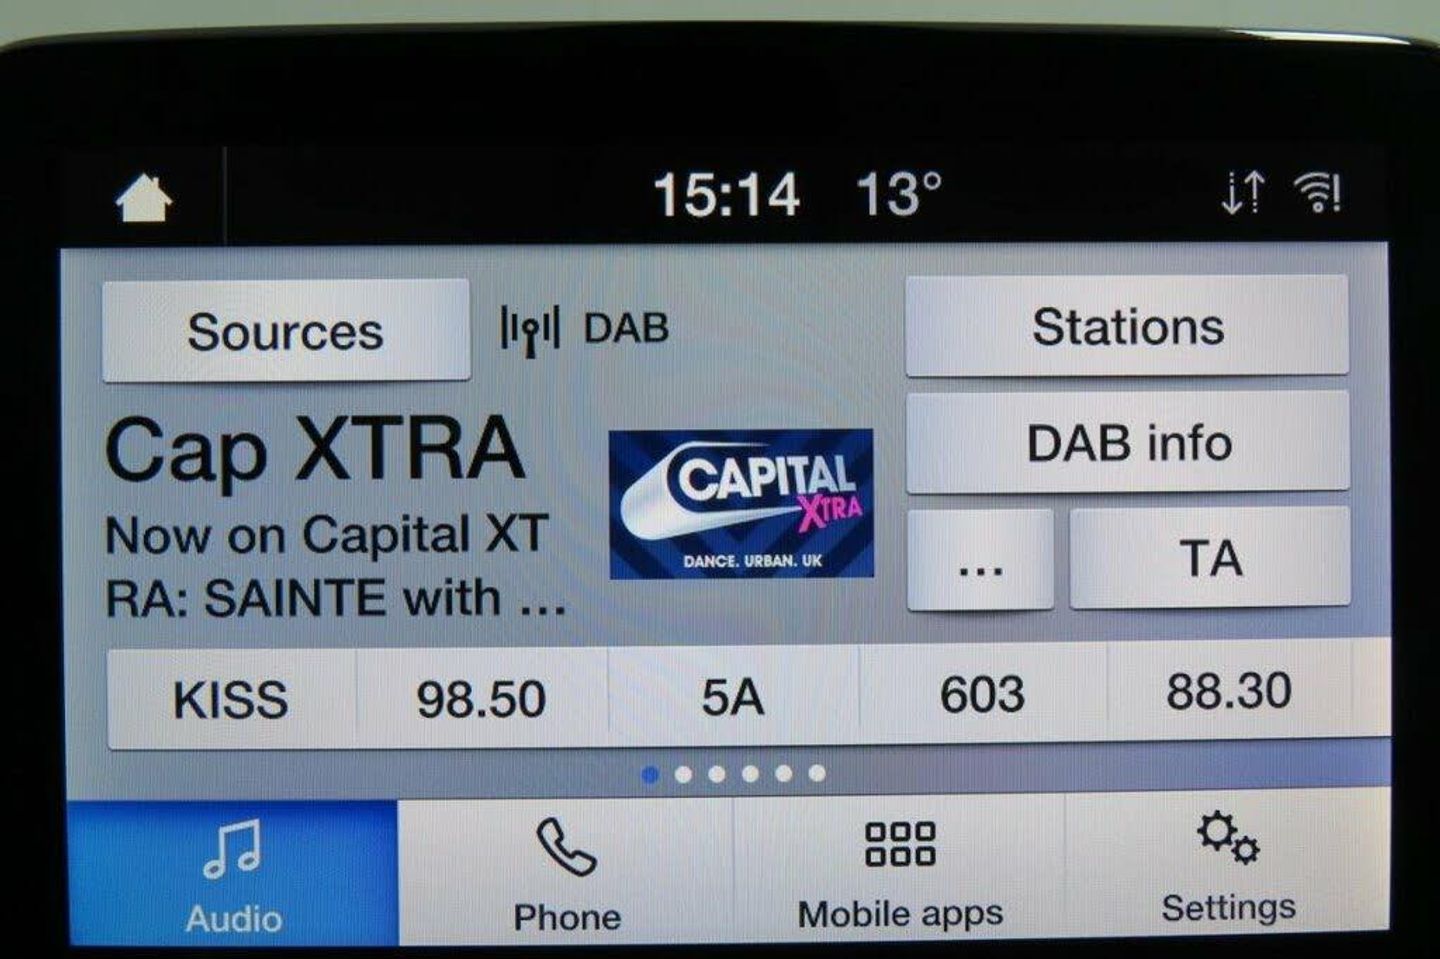 15:14 13°
Sources DAB Stations
Cap XTRA
Now on Capital XT
RA: SAINTE with ...
CAPITAL
XTRA
DANCE. URBAN. UK
DAB info
... TA
KISS 98.50 5A 603 88.30
Audio Phone Mobile apps Settings